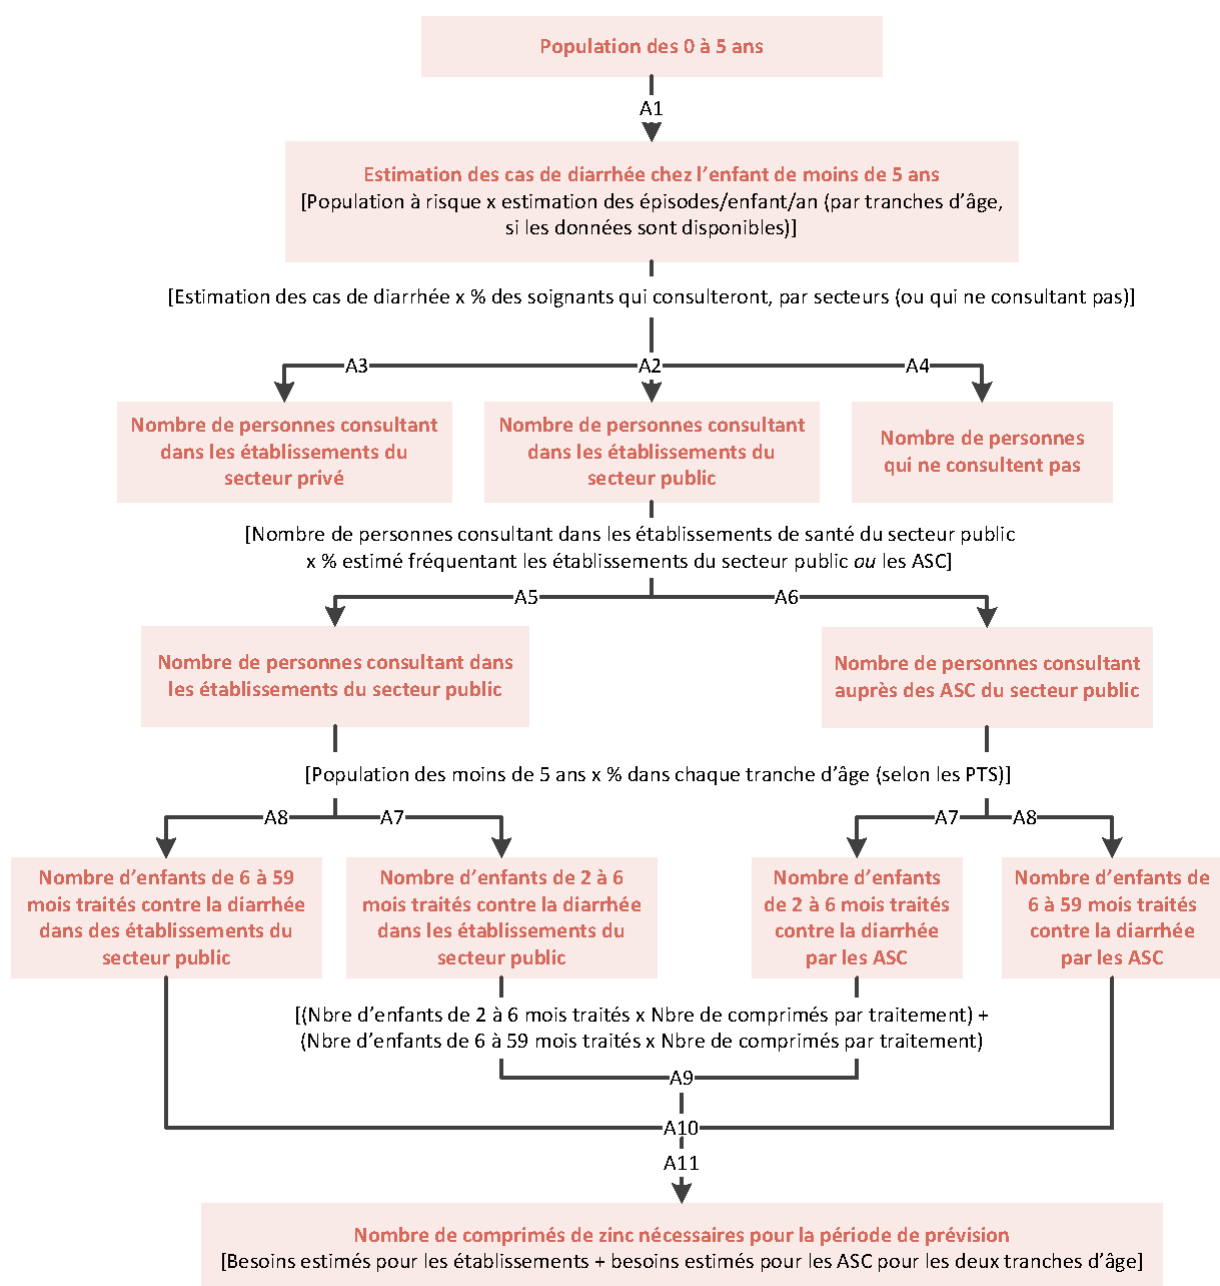 Population des 0 à 5 ans
A1
Estimation des cas de diarrhée chez l’enfant de moins de 5 ans
[Population à risque x estimation des épisodes/enfant/an (par tranches d’âge,
si les données sont disponibles)]
[Estimation des cas de diarrhée x % des soignants qui consulteront, par secteurs (ou qui ne consultant pas)]
A3
A2
A4
Nombre de personnes consultant
dans les établissements du
secteur privé
Nombre de personnes consultant
dans les établissements du
secteur public
Nombre de personnes
qui ne consultent pas
[Nombre de personnes consultant dans les établissements de santé du secteur public
x % estimé fréquentant les établissements du secteur public ou les ASC]
A5
A6
Nombre de personnes consultant dans
les établissements du secteur public
Nombre de personnes consultant
auprès des ASC du secteur public
[Population des moins de 5 ans x % dans chaque tranche d’âge (selon les PTS)]
A8
A7
A7
A8
Nombre d’enfants de 6 à 59
mois traités contre la diarrhée
dans des établissements du
secteur public
Nombre d’enfants de 2 à 6
mois traités contre la diarrhée
dans les établissements du
secteur public
Nombre d’enfants
de 2 à 6 mois traités
contre la diarrhée
par les ASC
Nombre d’enfants de
6 à 59 mois traités
contre la diarrhée
par les ASC
[(Nbre d’enfants de 2 à 6 mois traités x Nbre de comprimés par traitement) +
(Nbre d’enfants de 6 à 59 mois traités x Nbre de comprimés par traitement)
A9
A10
A11
Nombre de comprimés de zinc nécessaires pour la période de prévision
[Besoins estimés pour les établissements + besoins estimés pour les ASC pour les deux tranches d’âge]